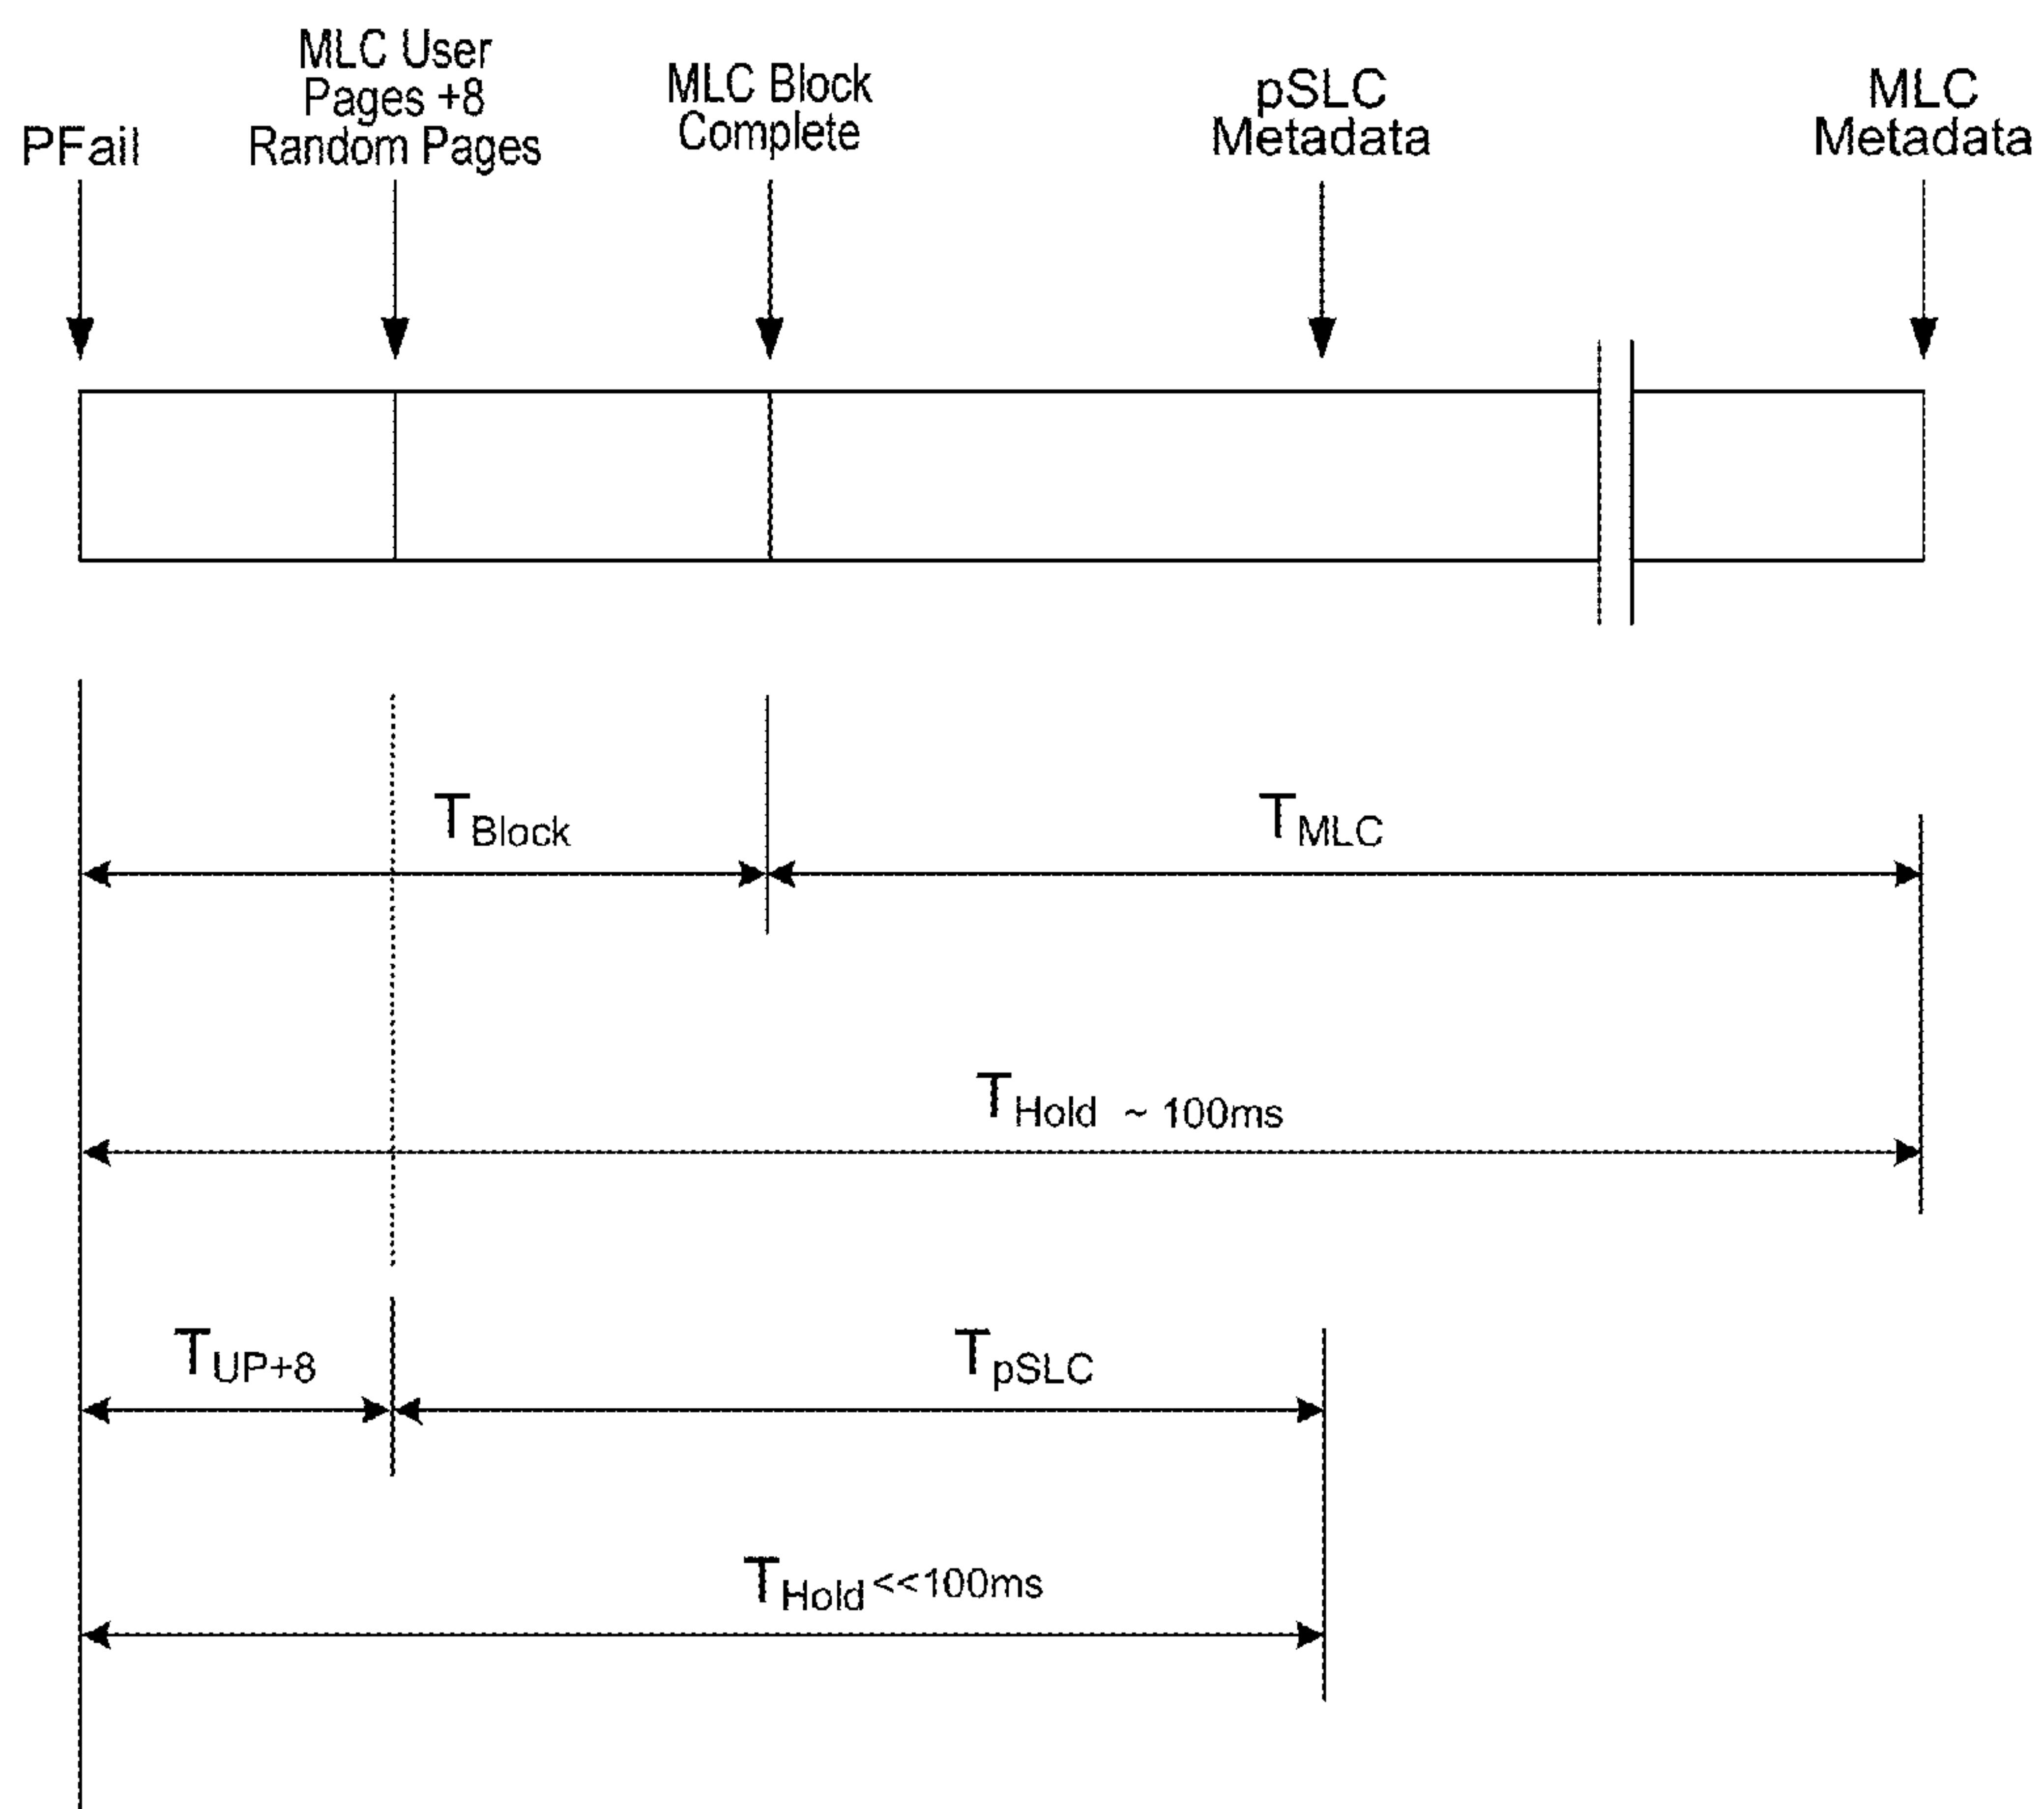 PFail
MLC User
Pages +8
Random Pages
MLC Block
Complete
pSLC
Metadata
MLC
Metadata
TBlock
TMLC
THold ~ 100ms
TUP+8
TpSLC
THold <<100ms